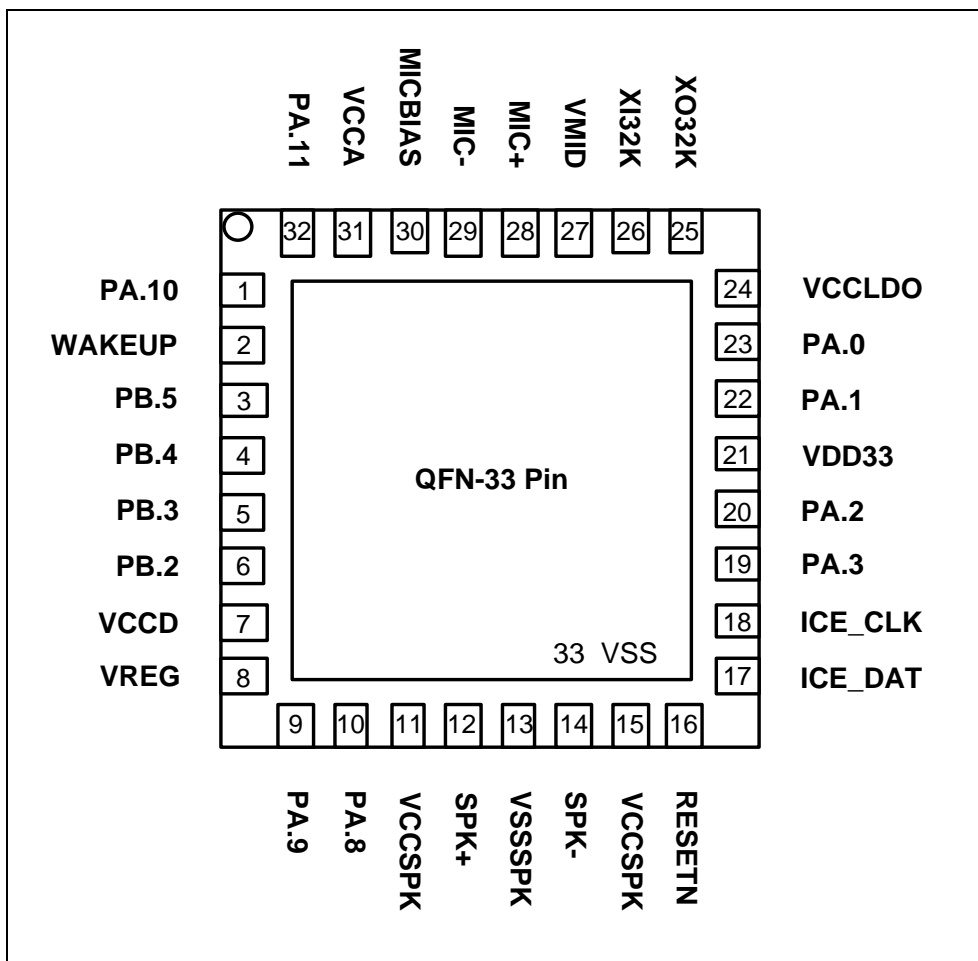 PA.11
VCCA
MICBIAS
MIC-
MIC+
VMID
XI32K
XO32K
32 31 30 29 28 27 26 25
PA.10 1
WAKEUP 2
PB.5 3
PB.4 4
PB.3 5
PB.2 6
VCCD 7
VREG 8
QFN-33 Pin
33 VSS
24 VCCLDO
23 PA.0
22 PA.1
21 VDD33
20 PA.2
19 PA.3
18 ICE_CLK
17 ICE_DAT
9 10 11 12 13 14 15 16
PA.9
PA.8
VCCSPK
SPK+
VSSSPK
SPK-
VCCSPK
RESETN